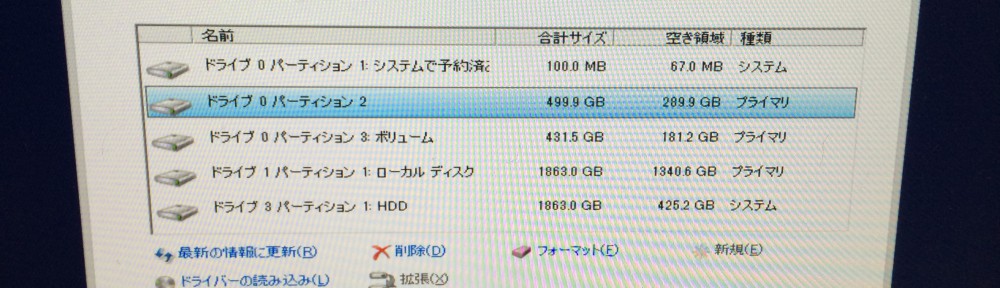 名前 合計サイズ 空き領域 種類
ドライブ 0 パーティション 1: システムで予約済 100.0 MB 67.0 MB システム
ドライブ 0 パーティション 2 499.9 GB 289.9 GB プライマリ
ドライブ 0 パーティション 3: ボリューム 431.5 GB 181.2 GB プライマリ
ドライブ 1 パーティション 1: ローカル ディスク 1863.0 GB 1340.6 GB プライマリ
ドライブ 3 パーティション 1: HDD 1863.0 GB 425.2 GB システム
最新の情報に更新(R) 削除(D) フォーマット(F) 新規(E)
ドライバーの読み込み(L) 拡張(X)